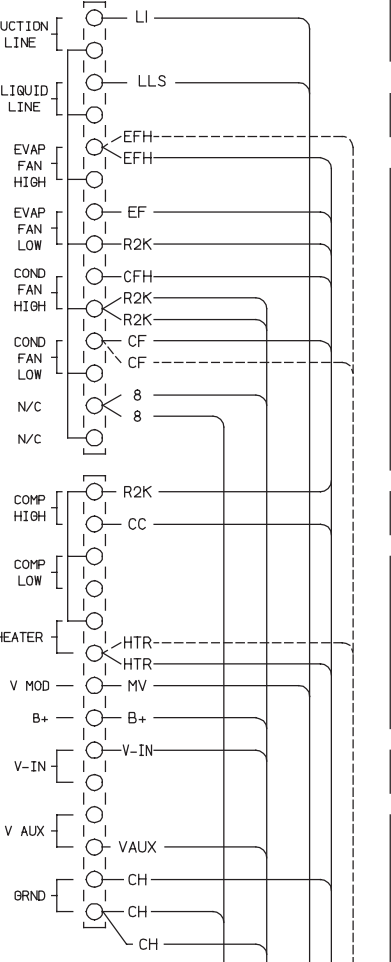 LI
UCTION
LINE
LLS
LIQUID
LINE
EFH
EVAP
FAN
HIGH
EFH
EVAP
FAN
LOW
EF
R2K
COND
FAN
HIGH
CFH
R2K
R2K
COND
FAN
LOW
CF
CF
N/C
8
8
N/C
COMP
HIGH
R2K
CC
COMP
LOW
HEATER
HTR
HTR
V MOD
MV
B+
B+
V-IN
V-IN
V AUX
VAUX
GRND
CH
CH
CH